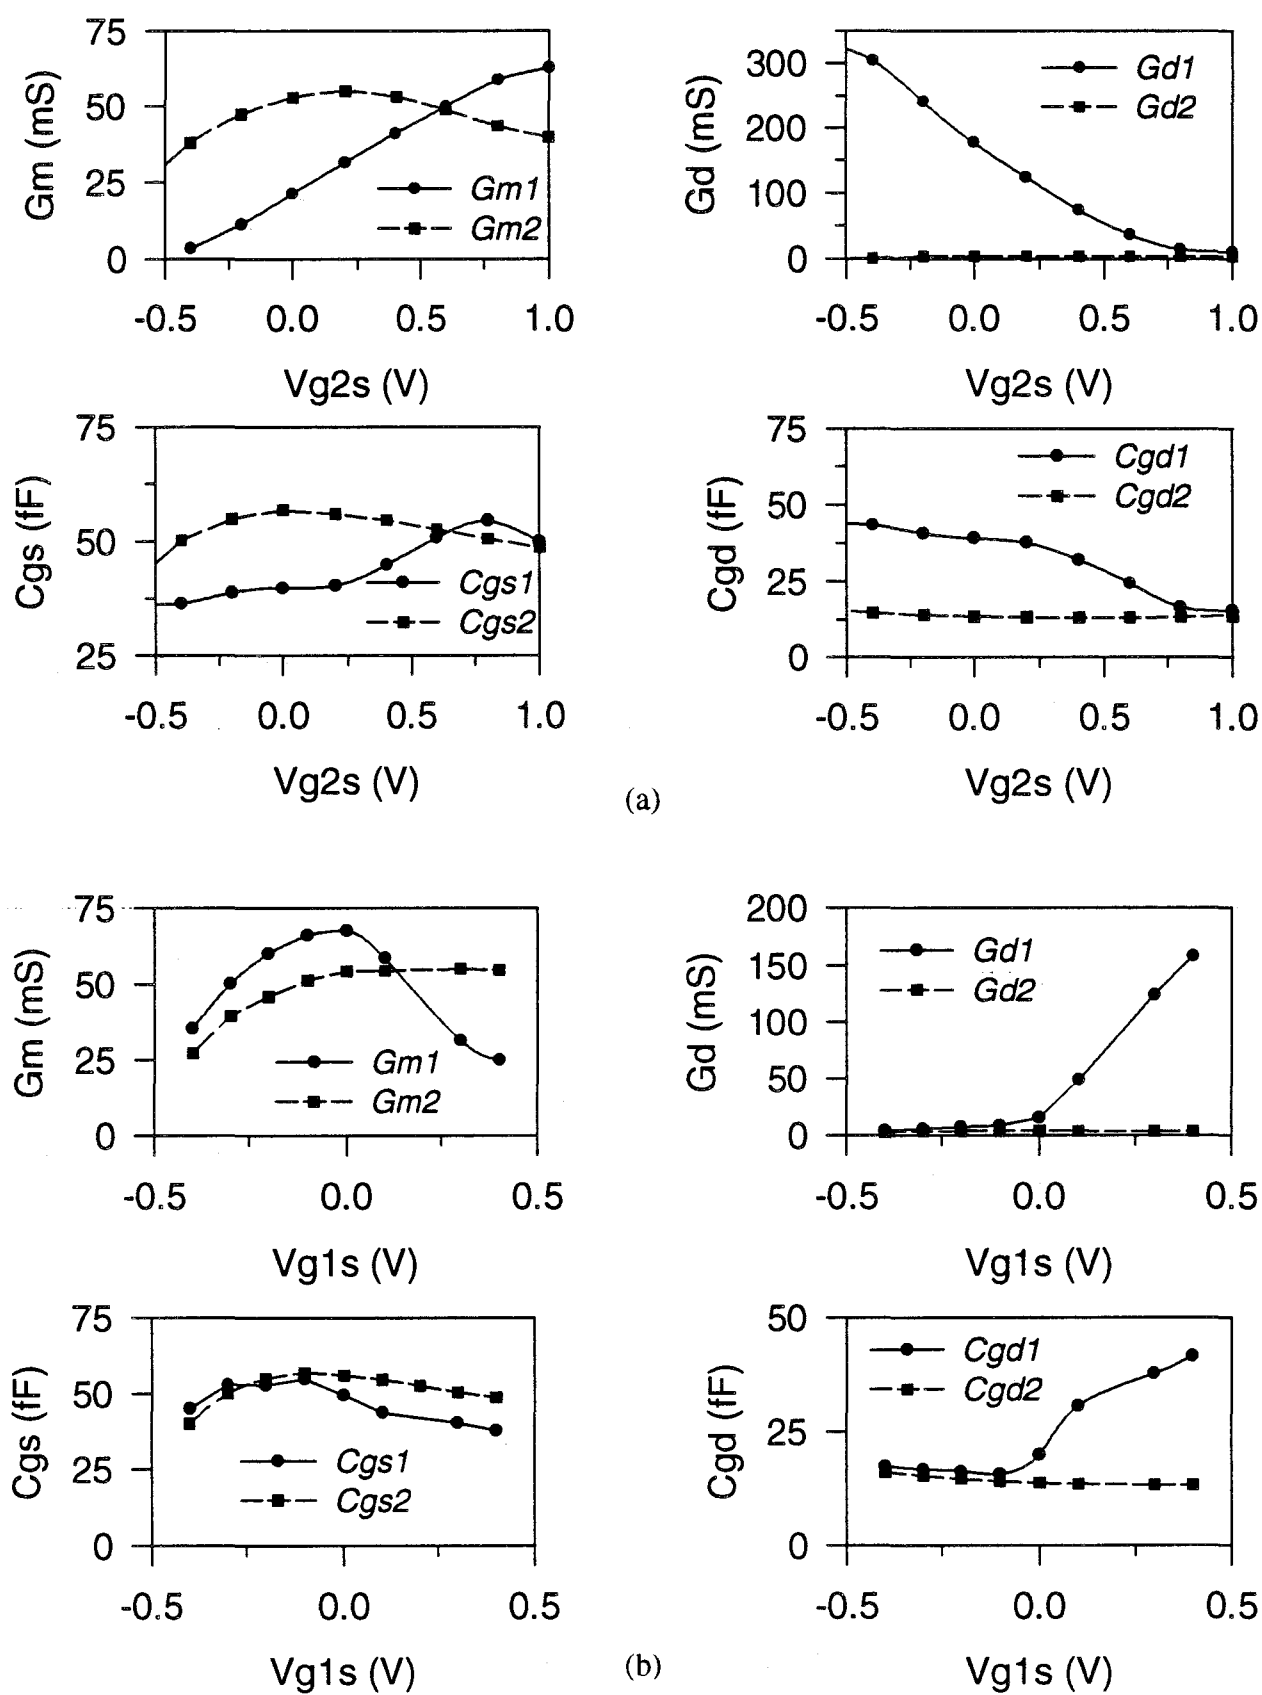 75
50
25
0
Gm (mS)
Gm1
Gm2
-0.5 0.0 0.5 1.0
Vg2s (V)
300
200
100
0
Gd (mS)
Gd1
Gd2
-0.5 0.0 0.5 1.0
Vg2s (V)
75
50
25
Cgs (fF)
Cgs1
Cgs2
-0.5 0.0 0.5 1.0
Vg2s (V)
75
50
25
0
Cgd (fF)
Cgd1
Cgd2
-0.5 0.0 0.5 1.0
Vg2s (V)
(a)
75
50
25
0
Gm (mS)
Gm1
Gm2
-0.5 0.0 0.5
Vg1s (V)
200
150
100
50
0
Gd (mS)
Gd1
Gd2
-0.5 0.0 0.5
Vg1s (V)
75
50
25
0
Cgs (fF)
Cgs1
Cgs2
-0.5 0.0 0.5
Vg1s (V)
50
25
0
Cgd (fF)
Cgd1
Cgd2
-0.5 0.0 0.5
Vg1s (V)
(b)